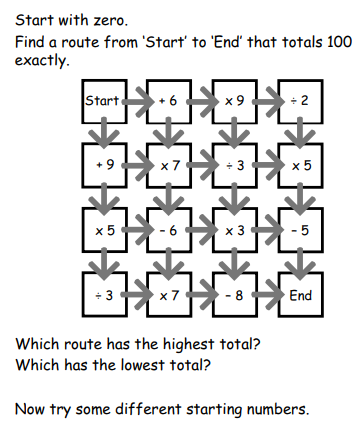 Start with zero.
Find a route from ‘Start’ to ‘End’ that totals 100
exactly.
Start + 6 x 9 ÷ 2
+ 9 x 7 ÷ 3 x 5
x 5 - 6 x 3 - 5
÷ 3 x 7 - 8 End
Which route has the highest total?
Which has the lowest total?
Now try some different starting numbers.